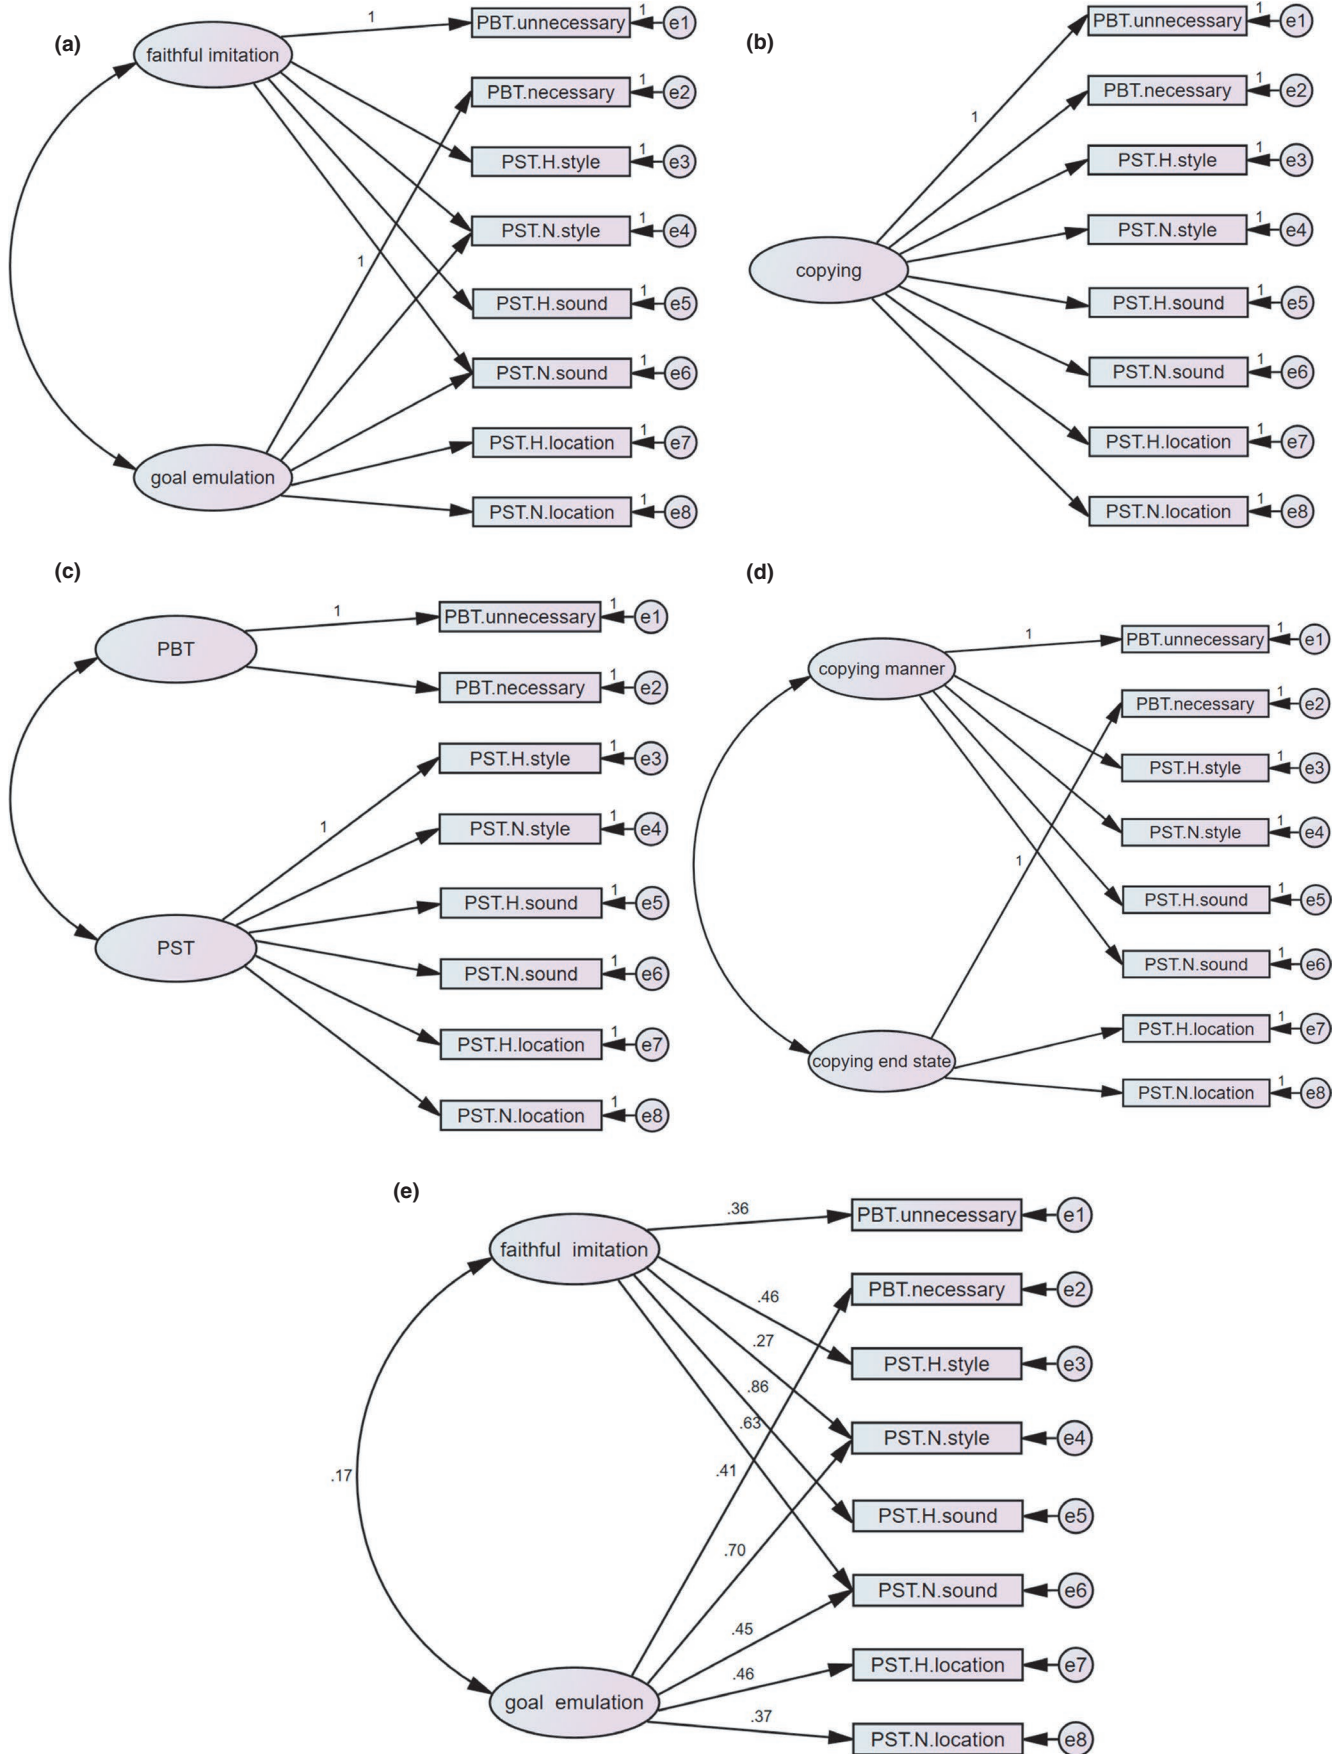 (a)
faithful imitation
goal emulation
1
1
PBT.unnecessary
1
e1
PBT.necessary
1
e2
PST.H.style
1
e3
PST.N.style
1
e4
PST.H.sound
1
e5
PST.N.sound
1
e6
PST.H.location
1
e7
PST.N.location
1
e8
(b)
copying
1
PBT.unnecessary
1
e1
PBT.necessary
1
e2
PST.H.style
1
e3
PST.N.style
1
e4
PST.H.sound
1
e5
PST.N.sound
1
e6
PST.H.location
1
e7
PST.N.location
1
e8
(c)
PBT
PST
1
1
PBT.unnecessary
1
e1
PBT.necessary
1
e2
PST.H.style
1
e3
PST.N.style
1
e4
PST.H.sound
1
e5
PST.N.sound
1
e6
PST.H.location
1
e7
PST.N.location
1
e8
(d)
copying manner
copying end state
1
1
PBT.unnecessary
1
e1
PBT.necessary
1
e2
PST.H.style
1
e3
PST.N.style
1
e4
PST.H.sound
1
e5
PST.N.sound
1
e6
PST.H.location
1
e7
PST.N.location
1
e8
(e)
faithful imitation
goal emulation
.17
.36
.46
.27
.86
.63
.41
.70
.45
.46
.37
PBT.unnecessary
e1
PBT.necessary
e2
PST.H.style
e3
PST.N.style
e4
PST.H.sound
e5
PST.N.sound
e6
PST.H.location
e7
PST.N.location
e8